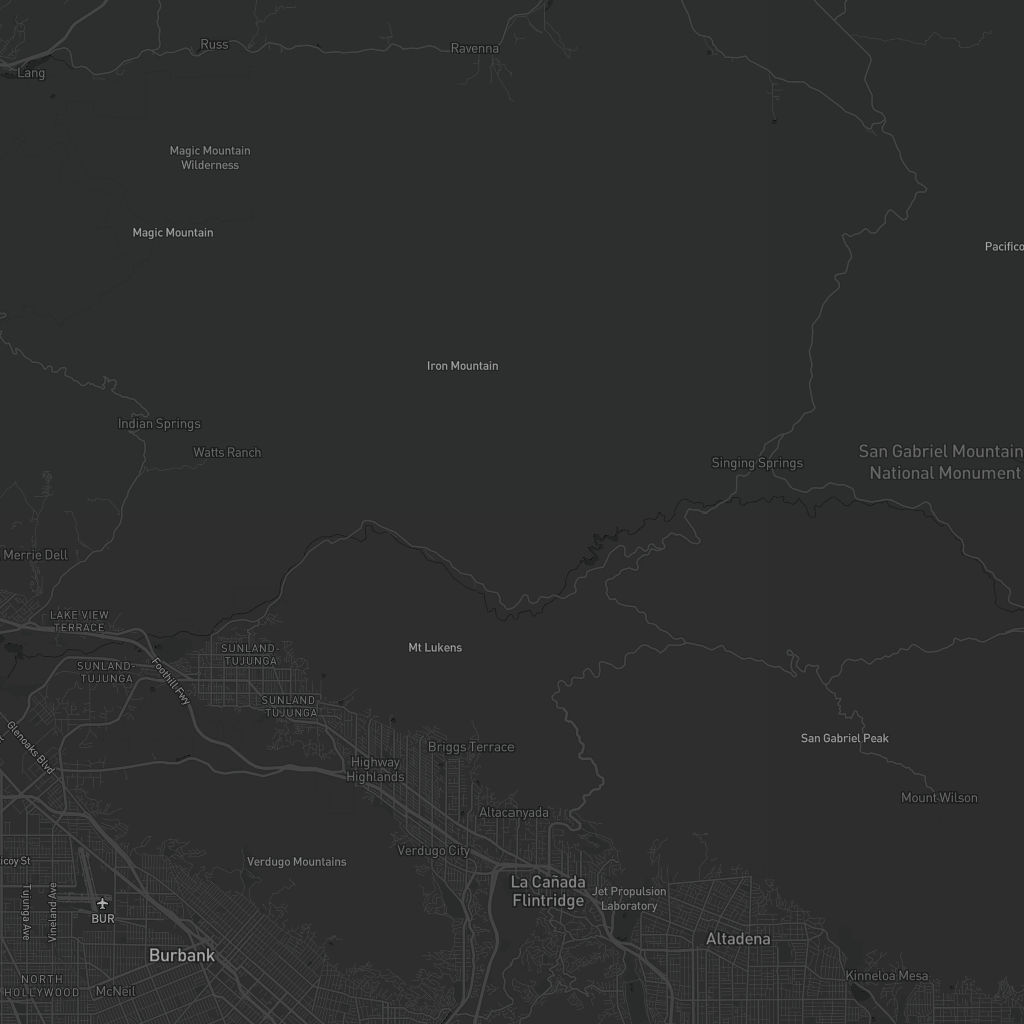 Russ
Ravenna
Lang
Magic Mountain
Wilderness
Magic Mountain
Pacifico
Iron Mountain
Indian Springs
Watts Ranch
San Gabriel Mountain
National Monument
Singing Springs
Merrie Dell
LAKE VIEW
TERRACE
SUNLAND-
TUJUNGA
SUNLAND-
TUJUNGA
Foothill Fwy
Mt Lukens
SUNLAND
TUJUNGA
Glenoaks Blvd
San Gabriel Peak
Briggs Terrace
Highway
Highlands
Mount Wilson
Altacanyada
Verdugo City
Verdugo Mountains
icoy St
La Cañada
Flintridge
Jet Propulsion
Laboratory
Tujunga Ave
Vineland Ave
BUR
Altadena
Burbank
Kinneloa Mesa
NORTH
HOLLYWOOD
McNeil